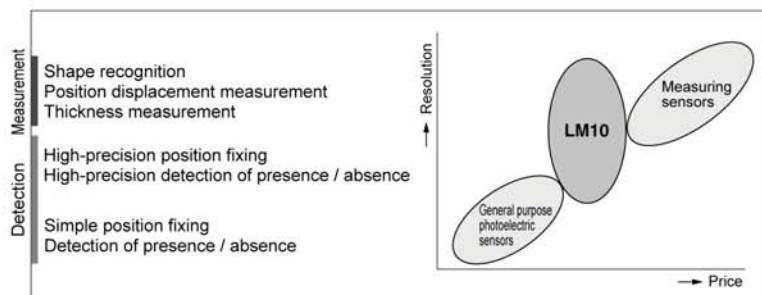 Measurement
Shape recognition
Position displacement measurement
Thickness measurement
Detection
High-precision position fixing
High-precision detection of presence / absence
Simple position fixing
Detection of presence / absence
Resolution
LM10
Measuring
sensors
General purpose
photoelectric
sensors
Price